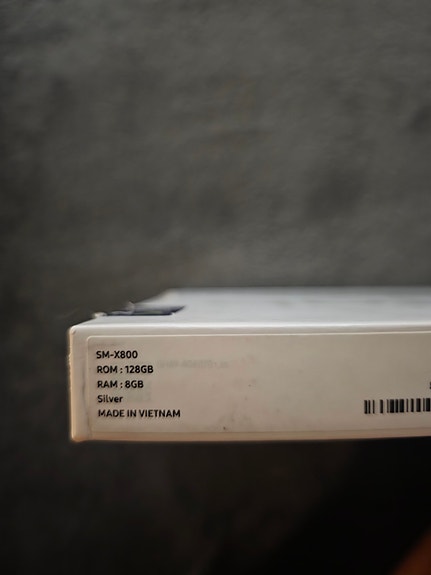 SM-X800
ROM : 128GB
RAM : 8GB
Silver
MADE IN VIETNAM